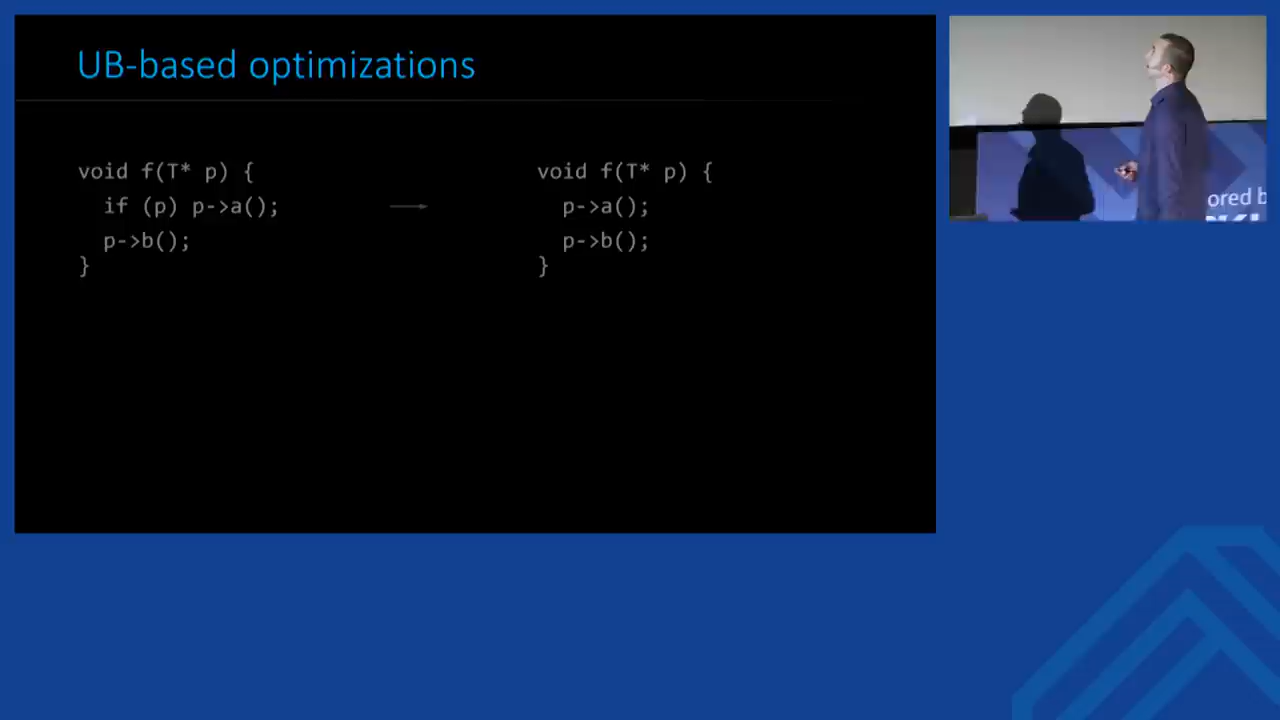 UB-based optimizations
void f(T* p) {
if (p) p->a();
p->b();
}
void f(T* p) {
p->a();
p->b();
}
ored b